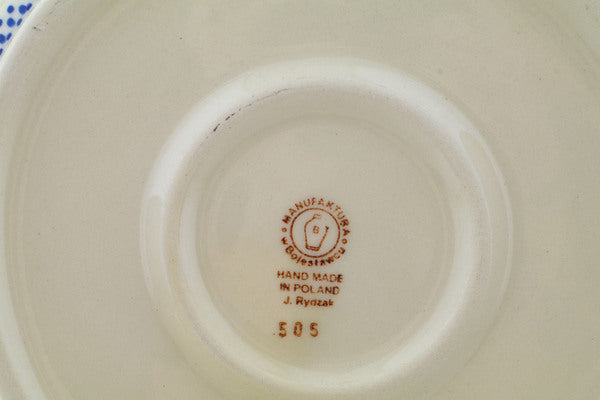 MANUFAKTURA
w Bolesławcu
B
HAND MADE
IN POLAND
J. Rydzak
505